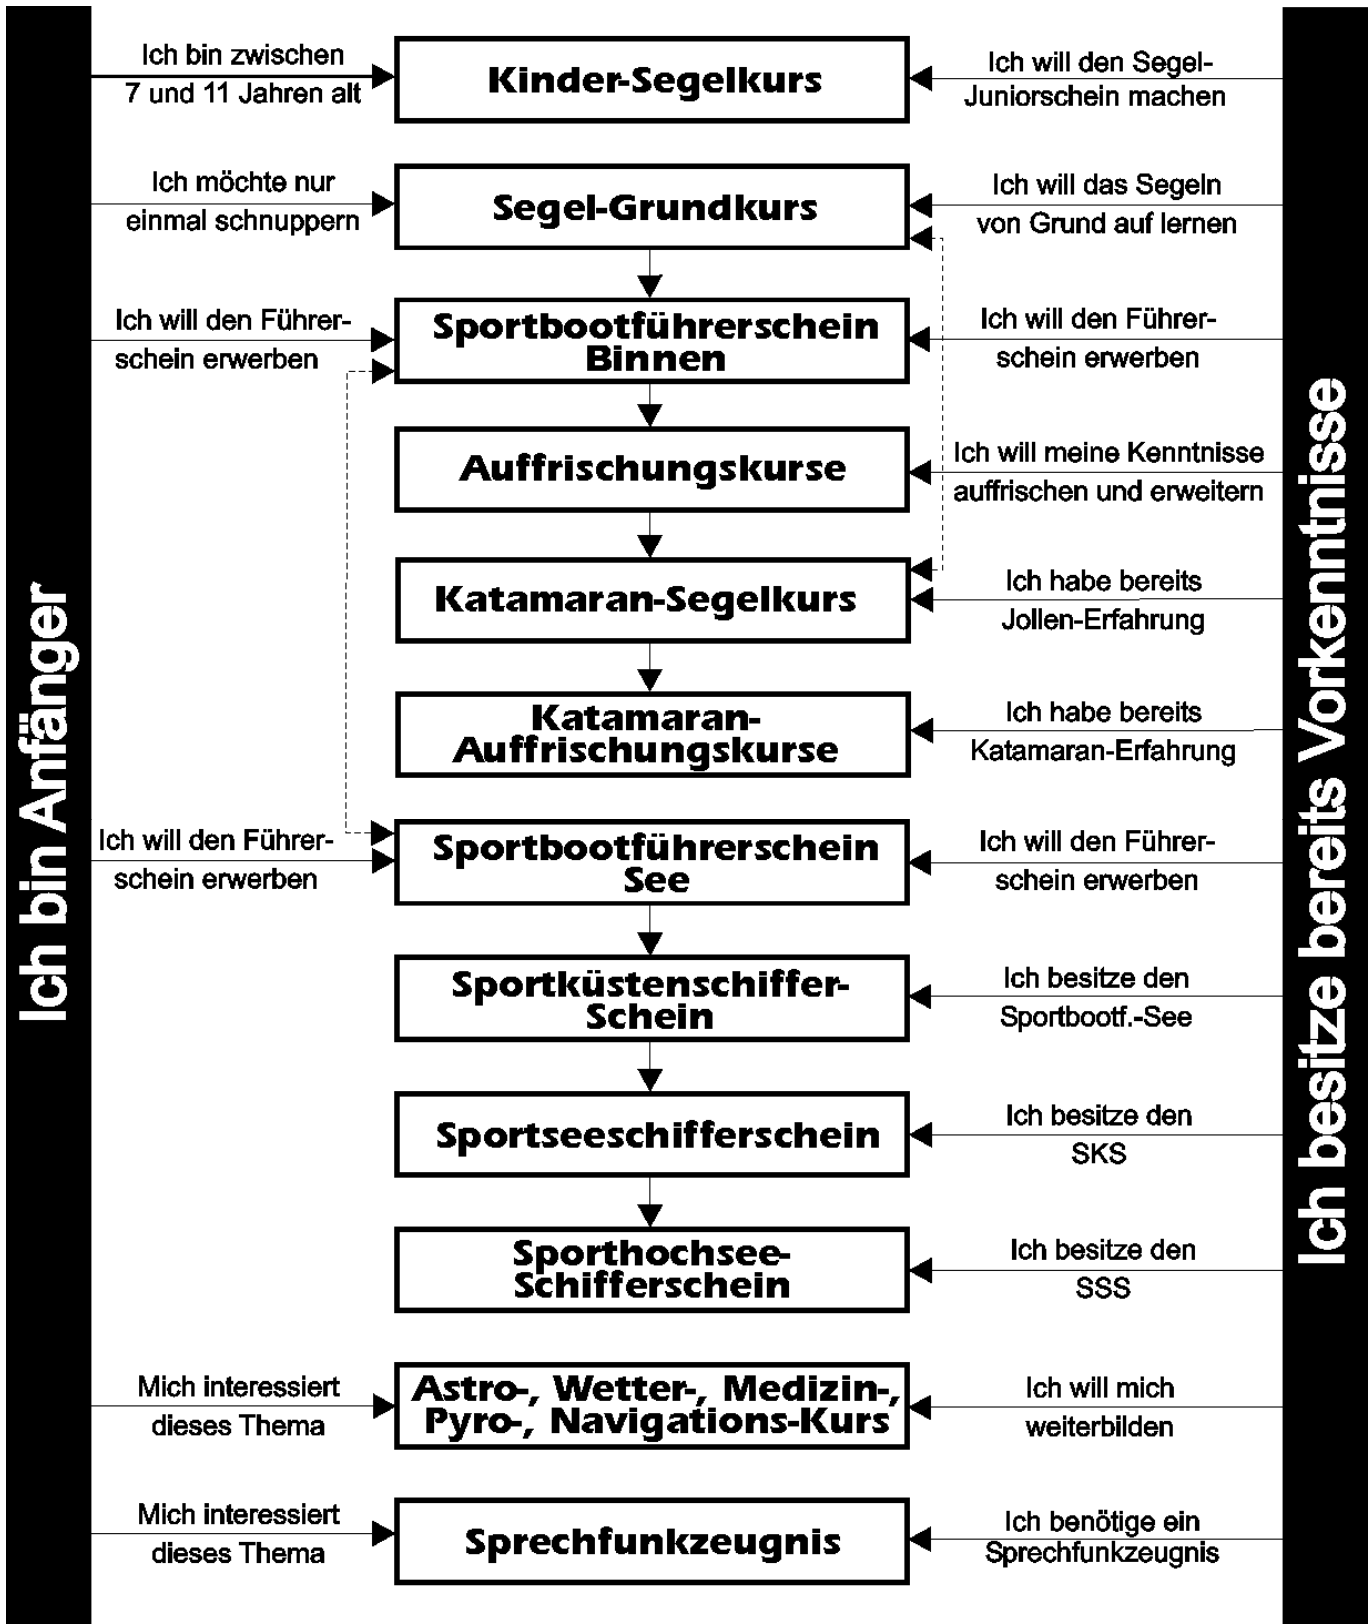 Ich bin Anfänger
Ich besitze bereits Vorkenntnisse
Ich bin zwischen
7 und 11 Jahren alt
Kinder-Segelkurs
Ich will den Segel-
Juniorschein machen
Ich möchte nur
einmal schnuppern
Segel-Grundkurs
Ich will das Segeln
von Grund auf lernen
Ich will den Führer-
schein erwerben
Sportbootführerschein
Binnen
Ich will den Führer-
schein erwerben
Auffrischungskurse
Ich will meine Kenntnisse
auffrischen und erweitern
Katamaran-Segelkurs
Ich habe bereits
Jollen-Erfahrung
Katamaran-
Auffrischungskurse
Ich habe bereits
Katamaran-Erfahrung
Ich will den Führer-
schein erwerben
Sportbootführerschein
See
Ich will den Führer-
schein erwerben
Sportküstenschiffer-
Schein
Ich besitze den
Sportbootf.-See
Sportseeschifferschein
Ich besitze den
SKS
Sporthochsee-
Schifferschein
Ich besitze den
SSS
Mich interessiert
dieses Thema
Astro-, Wetter-, Medizin-,
Pyro-, Navigations-Kurs
Ich will mich
weiterbilden
Mich interessiert
dieses Thema
Sprechfunkzeugnis
Ich benötige ein
Sprechfunkzeugnis